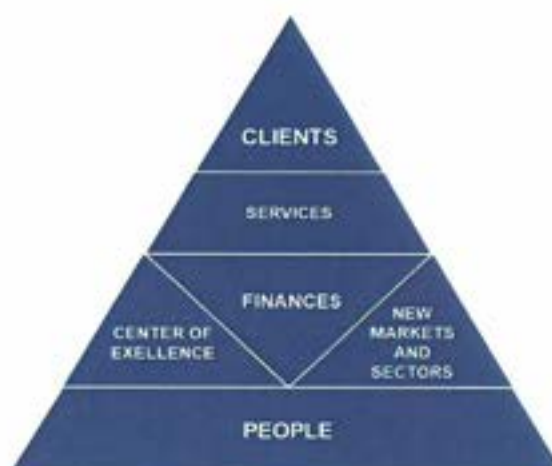 CLIENTS
SERVICES
FINANCES
CENTER OF
EXELLENCE
NEW
MARKETS
AND
SECTORS
PEOPLE